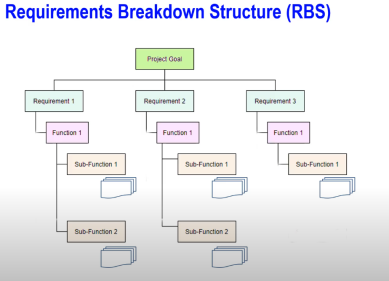 Requirements Breakdown Structure (RBS)
Project Goal
Requirement 1
Requirement 2
Requirement 3
Function 1
Function 1
Function 1
Sub-Function 1
Sub-Function 1
Sub-Function 1
Sub-Function 2
Sub-Function 2